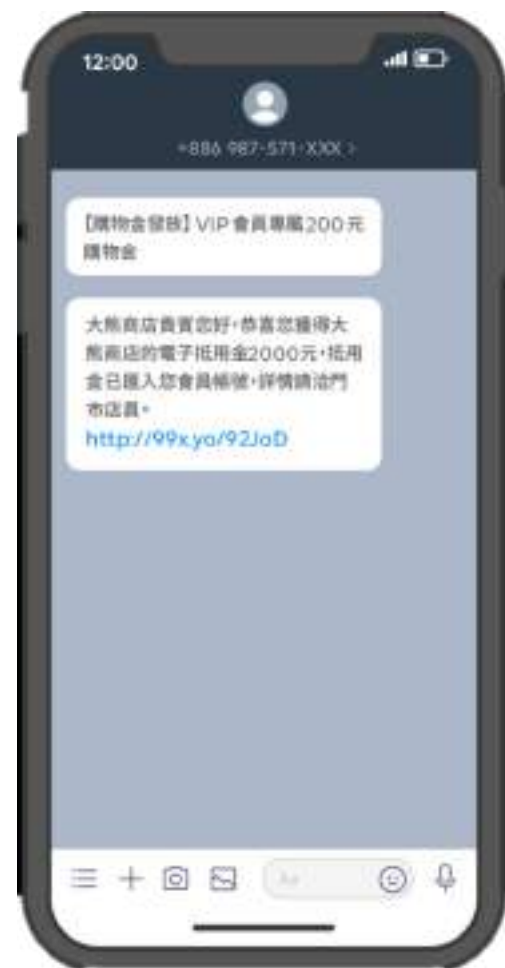 12:00
+886 987-571-XXX >
【購物金發放】VIP 會員專屬200 元
購物金
大熊商店貴賓您好，恭喜您獲得大
熊商店的電子抵用金2000元，抵用
金已匯入您會員帳號，詳情請洽門
市店員。
http://99x.yo/92JoD
Aa